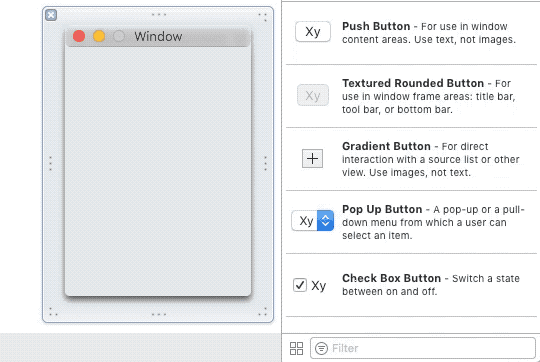 Window
Xy
Push Button - For use in window
content areas. Use text, not images.
Xy
Textured Rounded Button - For
use in window frame areas: title bar,
tool bar, or bottom bar.
Gradient Button - For direct
interaction with a source list or other
view. Use images, not text.
Xy
Pop Up Button - A pop-up or a pull-
down menu from which a user can
select an item.
Xy
Check Box Button - Switch a state
between on and off.
Filter